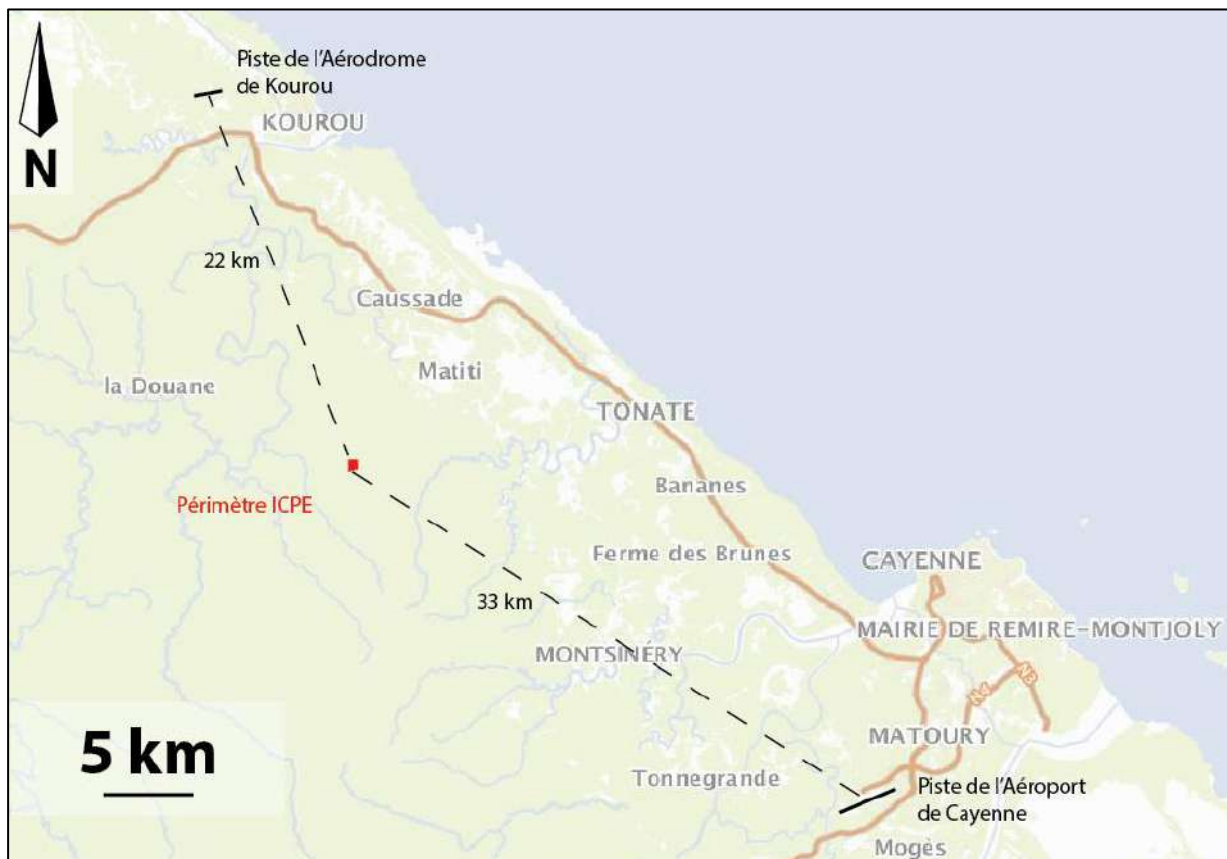 Piste de l'Aérodrome
de Kourou
N
KOUROU
22 km
Caussade
Matiti
la Douane
TONATE
Bananes
Périmètre ICPE
Ferme des Brunes
CAYENNE
33 km
MAIRIE DE REMIRE-MONTJOLY
MONTSINÉRY
N3
N4
5 km
MATOURY
Tonnegrande
Piste de l'Aéroport
de Cayenne
Mogès